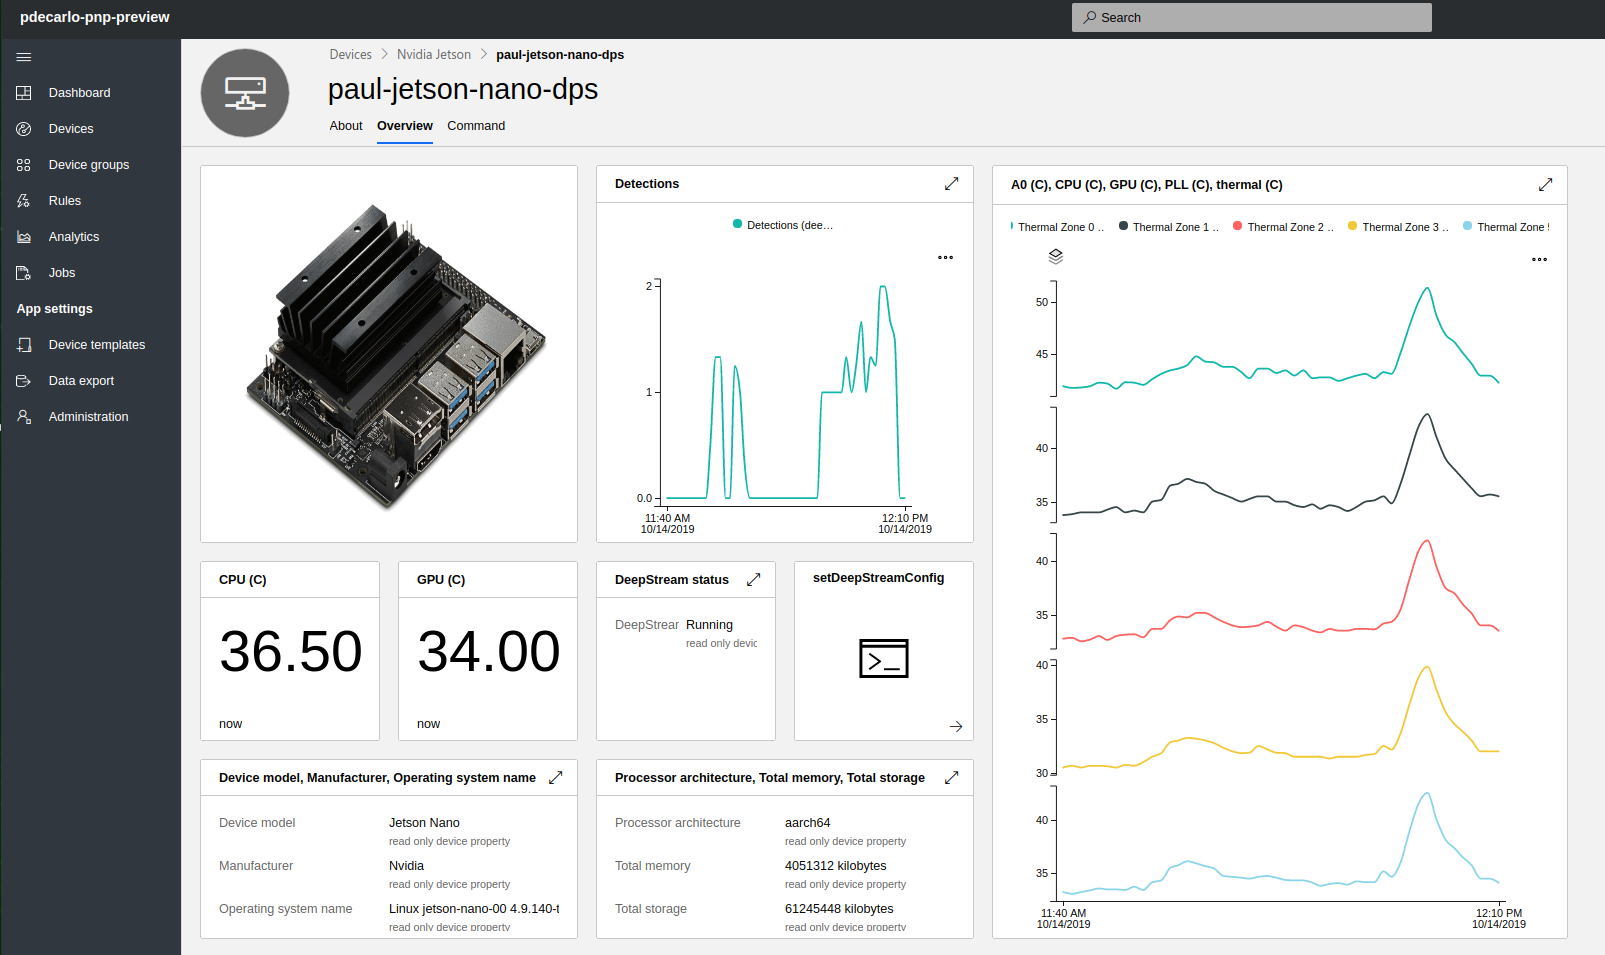 pdecarlo-pnp-preview
Search
Dashboard
Devices
Device groups
Rules
Analytics
Jobs
App settings
Device templates
Data export
Administration
Devices > Nvidia Jetson > paul-jetson-nano-dps
paul-jetson-nano-dps
About Overview Command
Detections
Detections (dee...
2
1
0.0
11:40 AM 12:10 PM
10/14/2019 10/14/2019
A0 (C), CPU (C), GPU (C), PLL (C), thermal (C)
Thermal Zone 0 .. Thermal Zone 1 .. Thermal Zone 2 .. Thermal Zone 3 .. Thermal Zone
50
45
40
35
40
35
40
35
30
40
35
11:40 AM 12:10 PM
10/14/2019 10/14/2019
CPU (C)
36.50
now
GPU (C)
34.00
now
DeepStream status
DeepStrear Running
read only devic
setDeepStreamConfig
Device model, Manufacturer, Operating system name
Device model Jetson Nano
read only device property
Manufacturer Nvidia
read only device property
Operating system name Linux jetson-nano-00 4.9.140-t
read only device property
Processor architecture, Total memory, Total storage
Processor architecture aarch64
read only device property
Total memory 4051312 kilobytes
read only device property
Total storage 61245448 kilobytes
read only device property